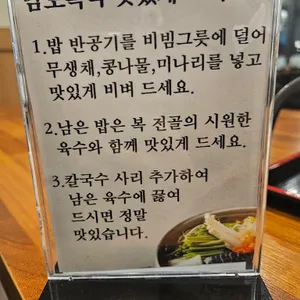 맛있게
1.밥 반공기를 비빔그릇에 덜어
무생채,콩나물,미나리를 넣고
맛있게 비벼 드세요.
2.남은 밥은 복 전골의 시원한
육수와 함께 맛있게 드세요.
3.칼국수 사리 추가하여
남은 육수에 끓여
드시면 정말
맛있습니다.